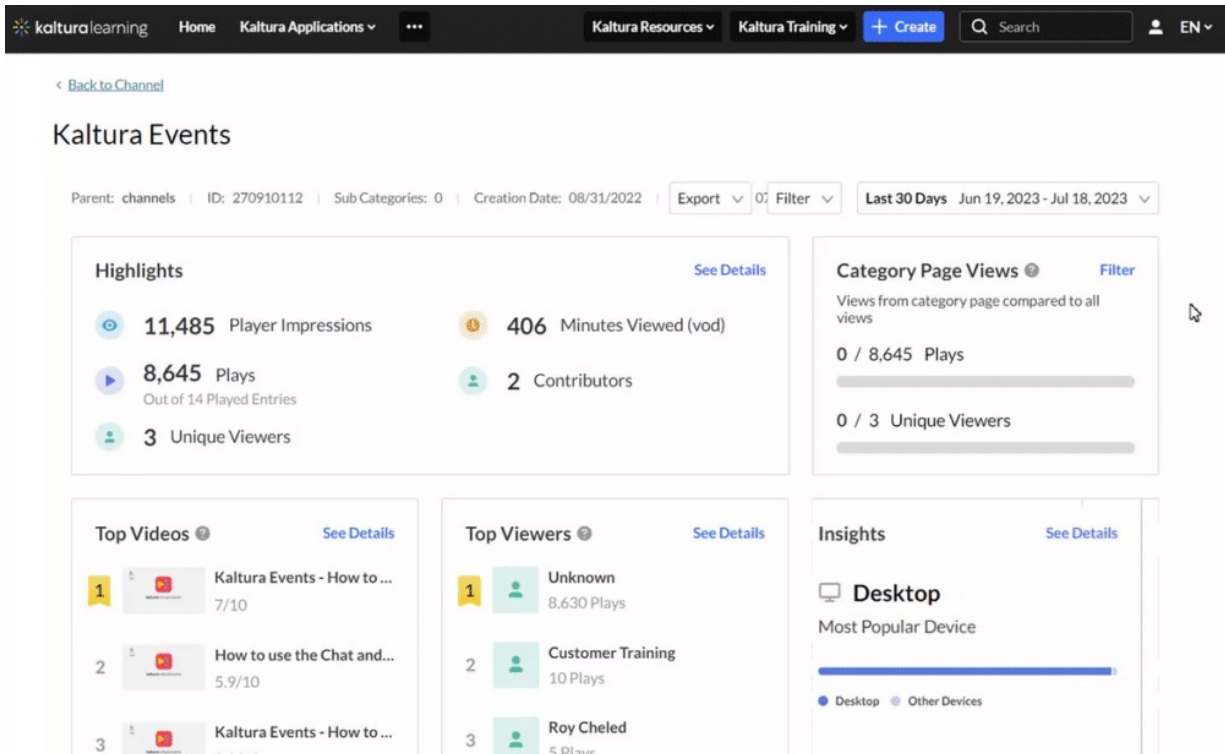 kalturalearning Home Kaltura Applications ••• Kaltura Resources Kaltura Training + Create Search EN
< Back to Channel
Kaltura Events
Parent: channels | ID: 270910112 | Sub Categories: 0 | Creation Date: 08/31/2022 | Export 07 Filter Last 30 Days Jun 19, 2023 - Jul 18, 2023
Highlights See Details
11,485 Player Impressions
406 Minutes Viewed (vod)
8,645 Plays
Out of 14 Played Entries
2 Contributors
3 Unique Viewers
Category Page Views Filter
Views from category page compared to all
views
0 / 8,645 Plays
0 / 3 Unique Viewers
Top Videos See Details
1 Kaltura Events - How to ...
7/10
2 How to use the Chat and...
5.9/10
3 Kaltura Events - How to ...
Top Viewers See Details
1 Unknown
8,630 Plays
2 Customer Training
10 Plays
3 Roy Cheled
5 Plays
Insights See Details
Desktop
Most Popular Device
Desktop Other Devices